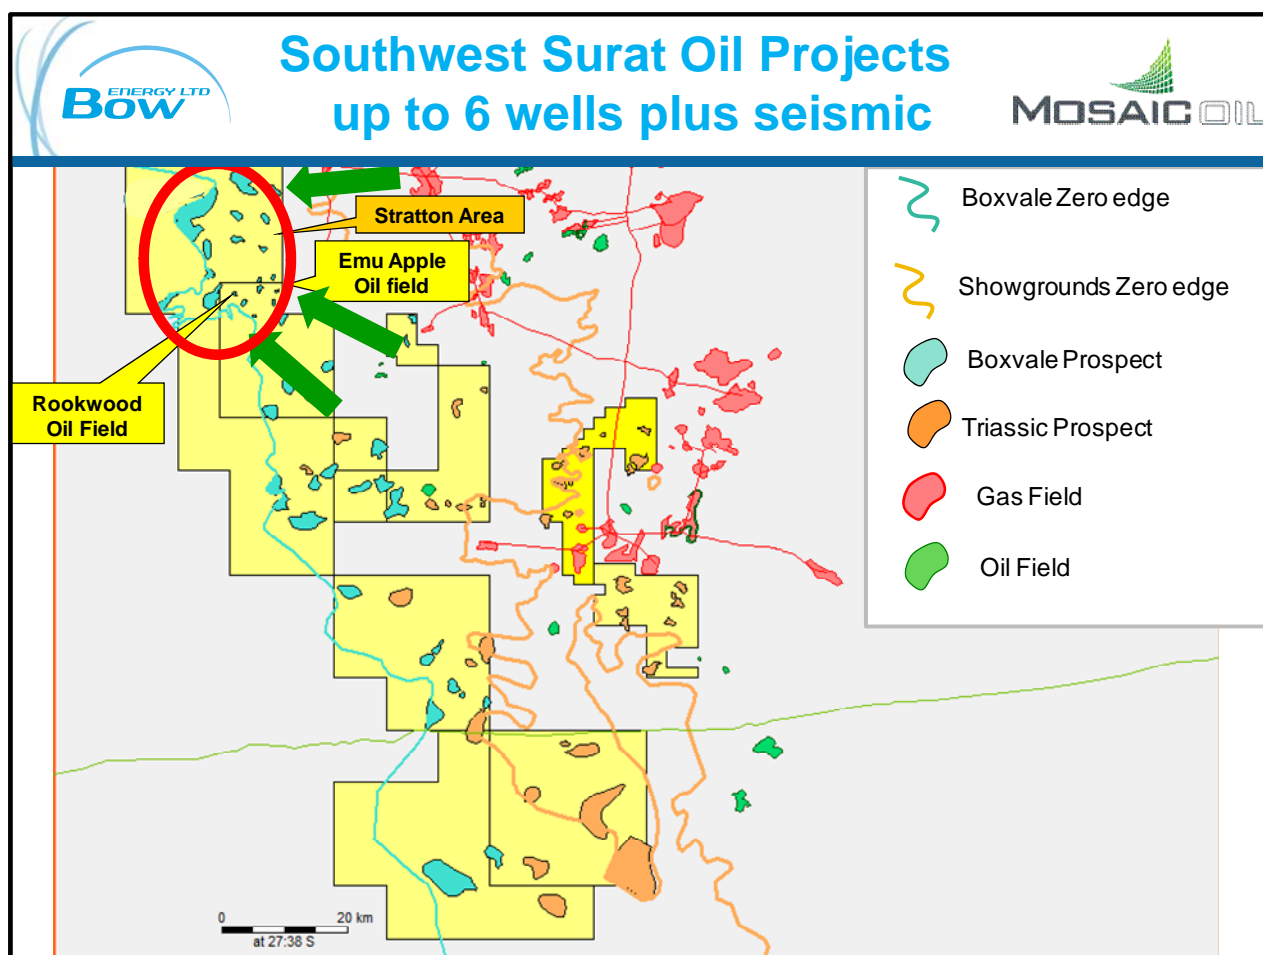 Southwest Surat Oil Projects
up to 6 wells plus seismic
ENERGY LTD
BOW
MOSAIC OIL
Stratton Area
Emu Apple
Oil field
Rookwood
Oil Field
Boxvale Zero edge
Showgrounds Zero edge
Boxvale Prospect
Triassic Prospect
Gas Field
Oil Field
0 20 km
at 27:38 S